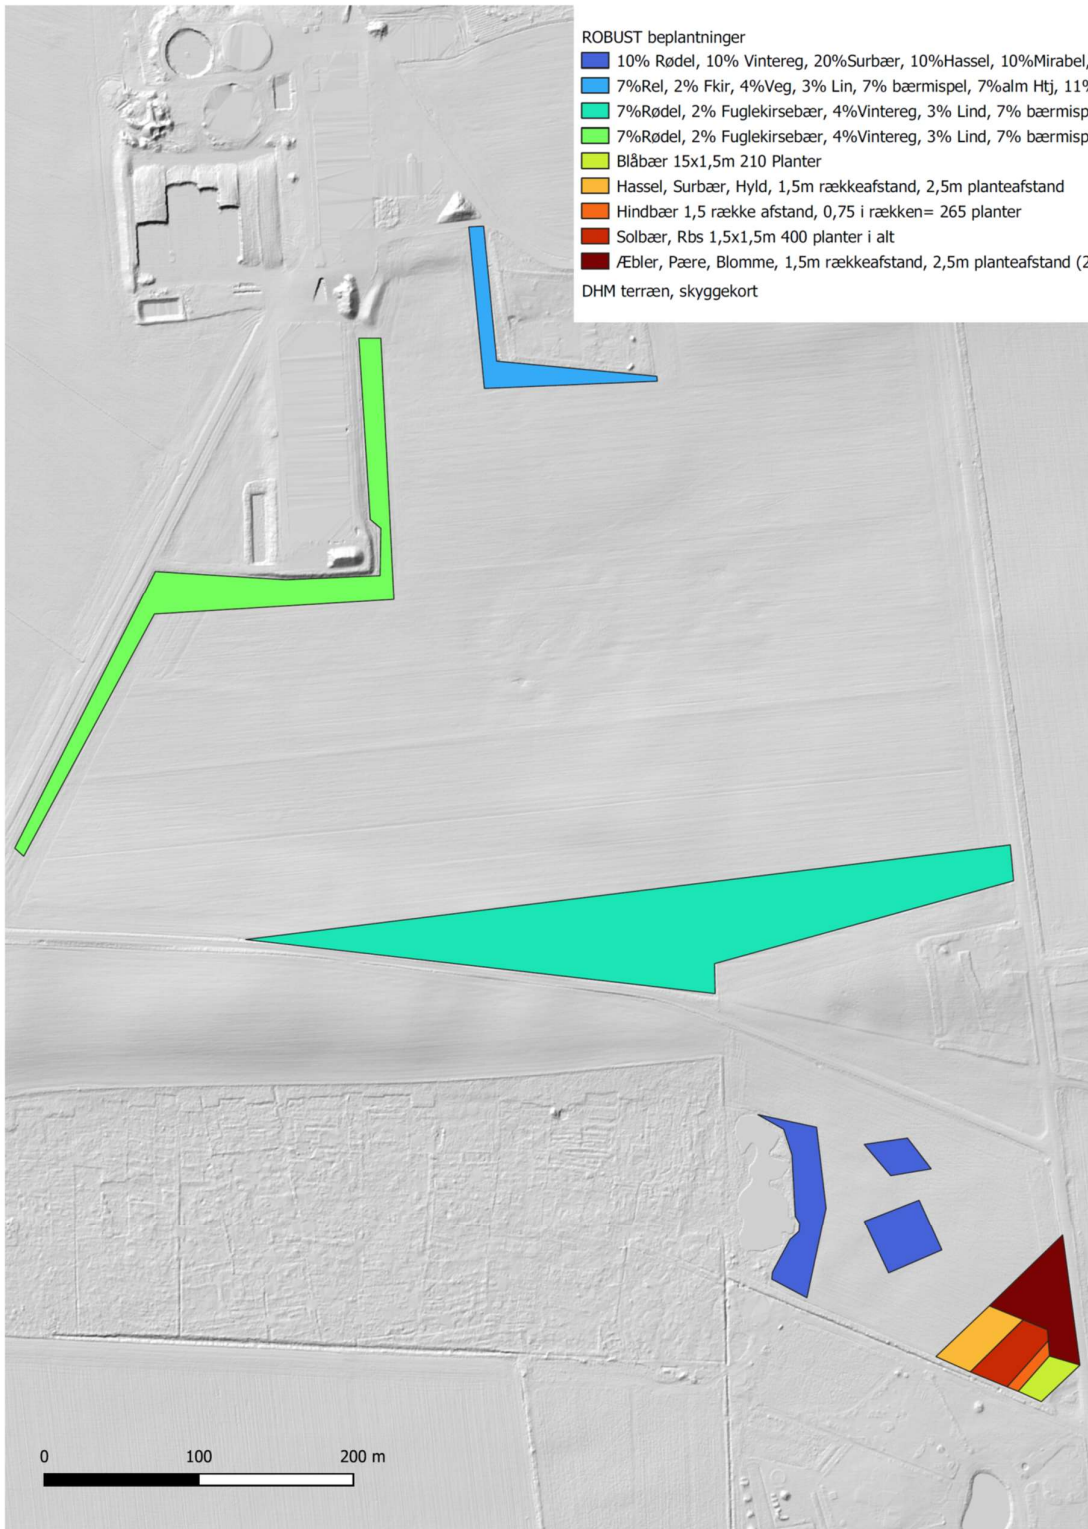 ROBUST beplantninger
10% Rødel, 10% Vintereg, 20%Surbær, 10%Hassel, 10%Mirabel,
7%Rel, 2% Fkir, 4%Veg, 3% Lin, 7% bærmispel, 7%alm Htj, 11%
7%Rødel, 2% Fuglekirsebær, 4%Vintereg, 3% Lind, 7% bærmisp
7%Rødel, 2% Fuglekirsebær, 4%Vintereg, 3% Lind, 7% bærmisp
Blåbær 15x1,5m 210 Planter
Hassel, Surbær, Hyld, 1,5m rækkeafstand, 2,5m planteafstand
Hindbær 1,5 række afstand, 0,75 i rækken= 265 planter
Solbær, Rbs 1,5x1,5m 400 planter i alt
Æbler, Pære, Blomme, 1,5m rækkeafstand, 2,5m planteafstand (2
DHM terræn, skyggekort
0 100 200 m